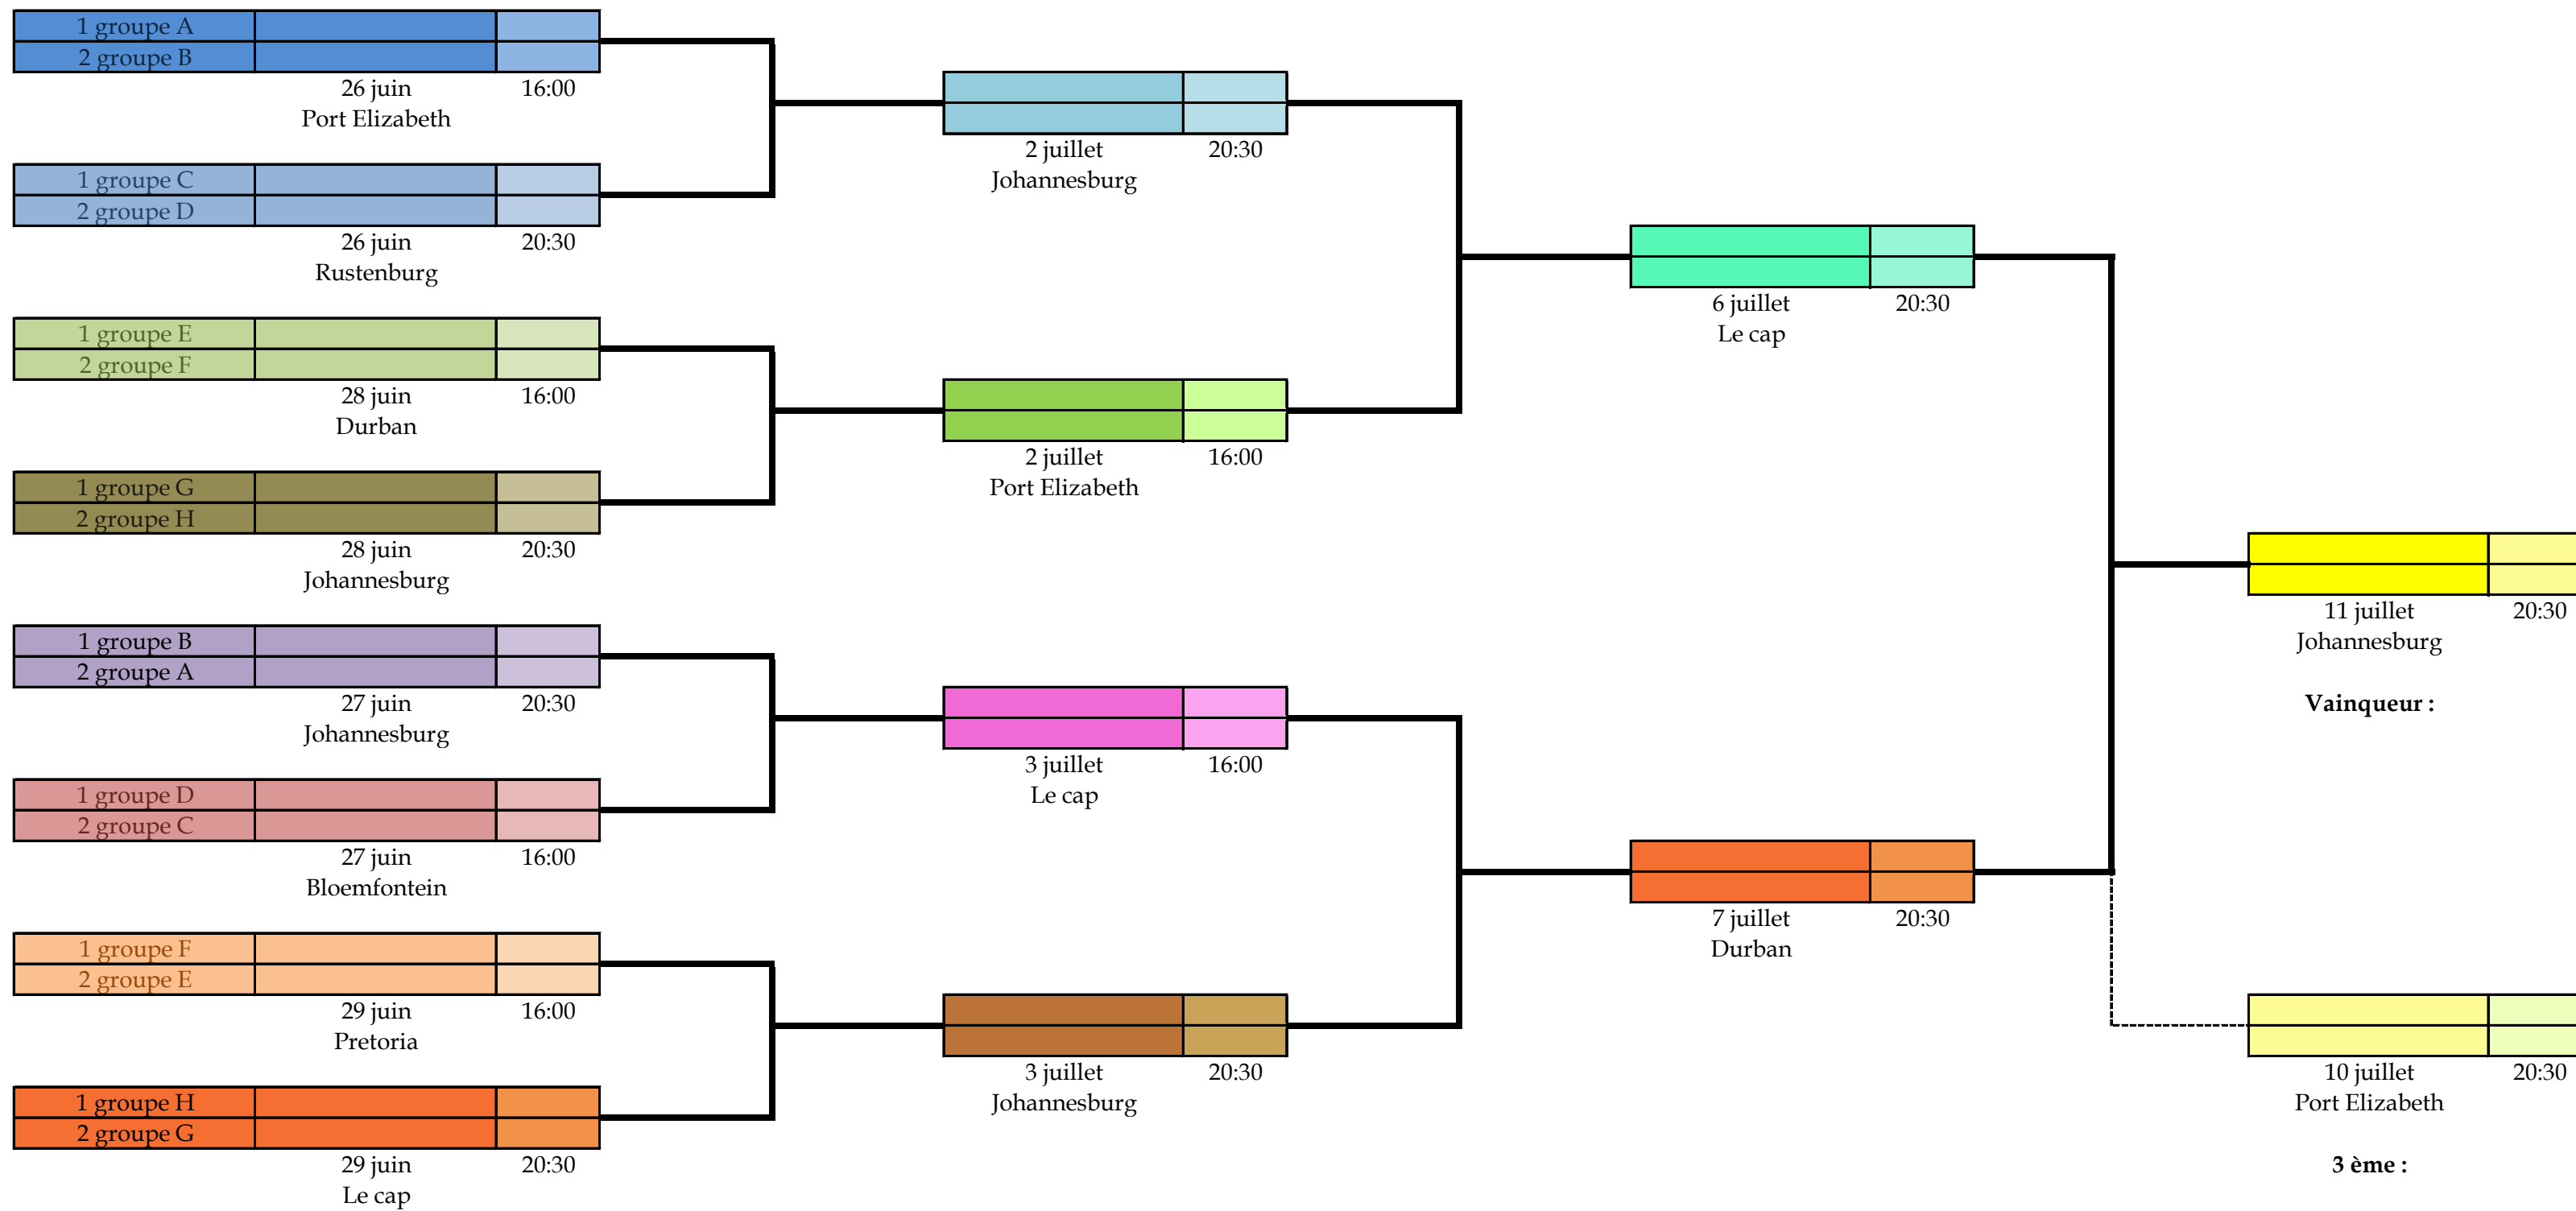 1 groupe A
2 groupe B
26 juin 16:00
Port Elizabeth
1 groupe C
2 groupe D
26 juin 20:30
Rustenburg
1 groupe E
2 groupe F
28 juin 16:00
Durban
1 groupe G
2 groupe H
28 juin 20:30
Johannesburg
1 groupe B
2 groupe A
27 juin 20:30
Johannesburg
1 groupe D
2 groupe C
27 juin 16:00
Bloemfontein
1 groupe F
2 groupe E
29 juin 16:00
Pretoria
1 groupe H
2 groupe G
29 juin 20:30
Le cap
2 juillet 20:30
Johannesburg
2 juillet 16:00
Port Elizabeth
3 juillet 16:00
Le cap
3 juillet 20:30
Johannesburg
6 juillet 20:30
Le cap
7 juillet 20:30
Durban
11 juillet 20:30
Johannesburg
Vainqueur :
10 juillet 20:30
Port Elizabeth
3 ème :